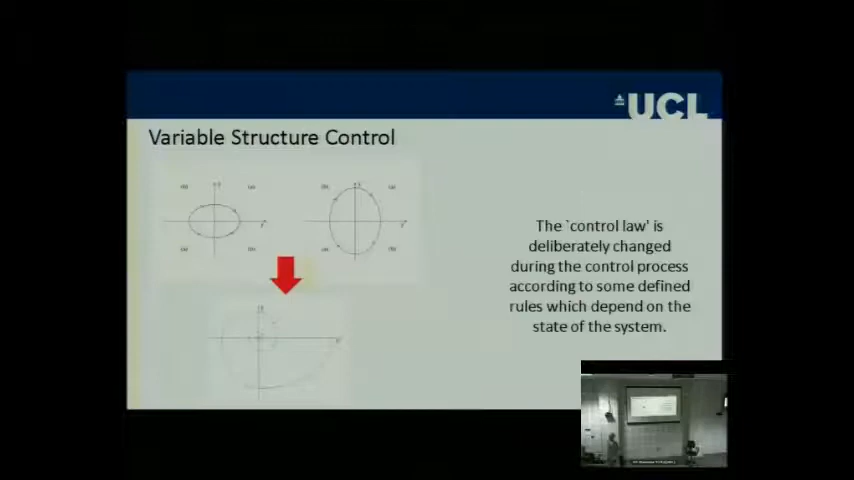 UCL
Variable Structure Control
The `control law' is
deliberately changed
during the control process
according to some defined
rules which depend on the
state of the system.